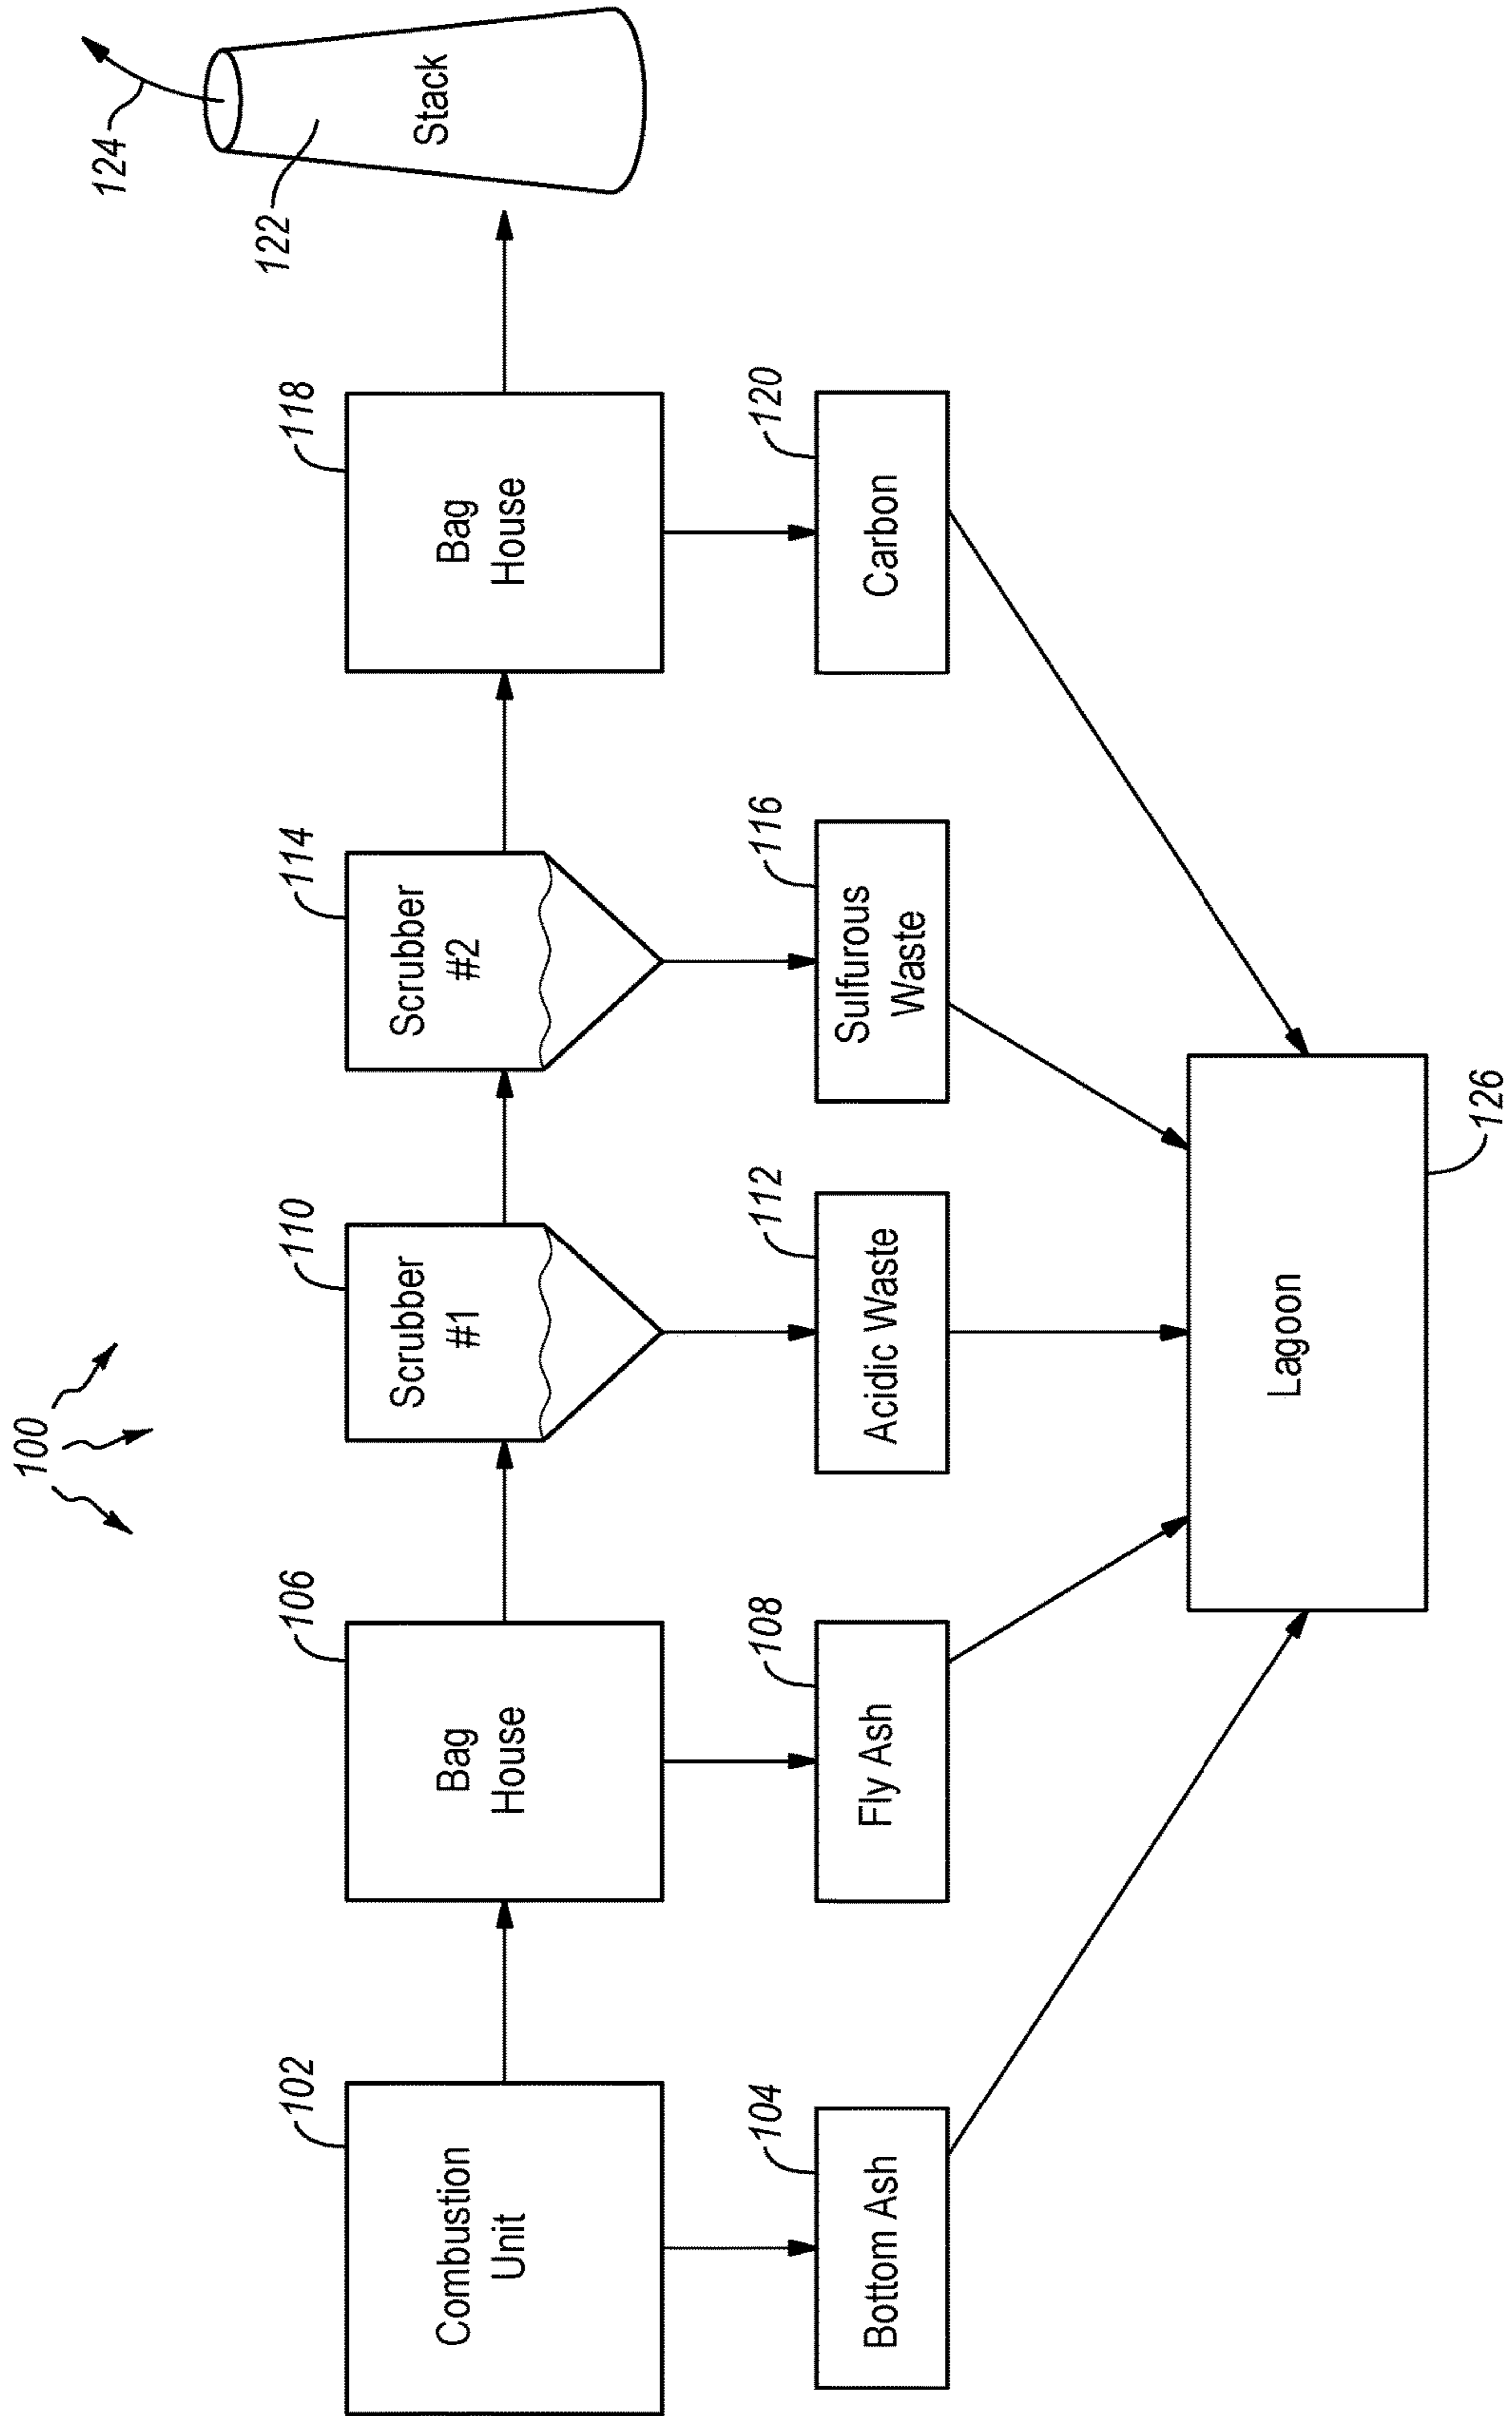 100
124
122
Stack
102
106
110
114
118
Combustion
Unit
Bag
House
Scrubber
#1
Scrubber
#2
Bag
House
104
108
112
116
120
Bottom Ash
Fly Ash
Acidic Waste
Sulfurous
Waste
Carbon
Lagoon
126